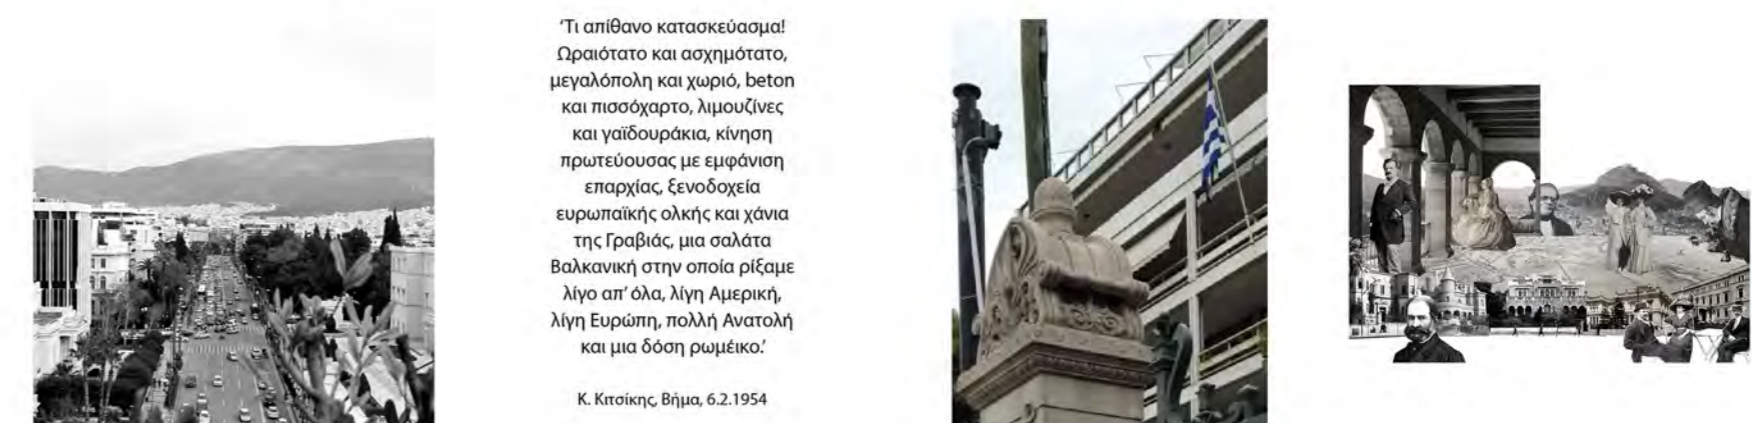 ‘Τι απίθανο κατασκεύασμα!
Ωραιότατο και ασχημότατο,
μεγαλόπολη και χωριό, beton
και πισσόχαρτο, λιμουζίνες
και γαϊδουράκια, κίνηση
πρωτεύουσας με εμφάνιση
επαρχίας, ξενοδοχεία
ευρωπαϊκής ολκής και χάνια
της Γραβιάς, μια σαλάτα
Βαλκανική στην οποία ρίξαμε
λίγο απ’ όλα, λίγη Αμερική,
λίγη Ευρώπη, πολλή Ανατολή
και μια δόση ρωμέικο.’
Κ. Κιτσίκης, Βήμα, 6.2.1954